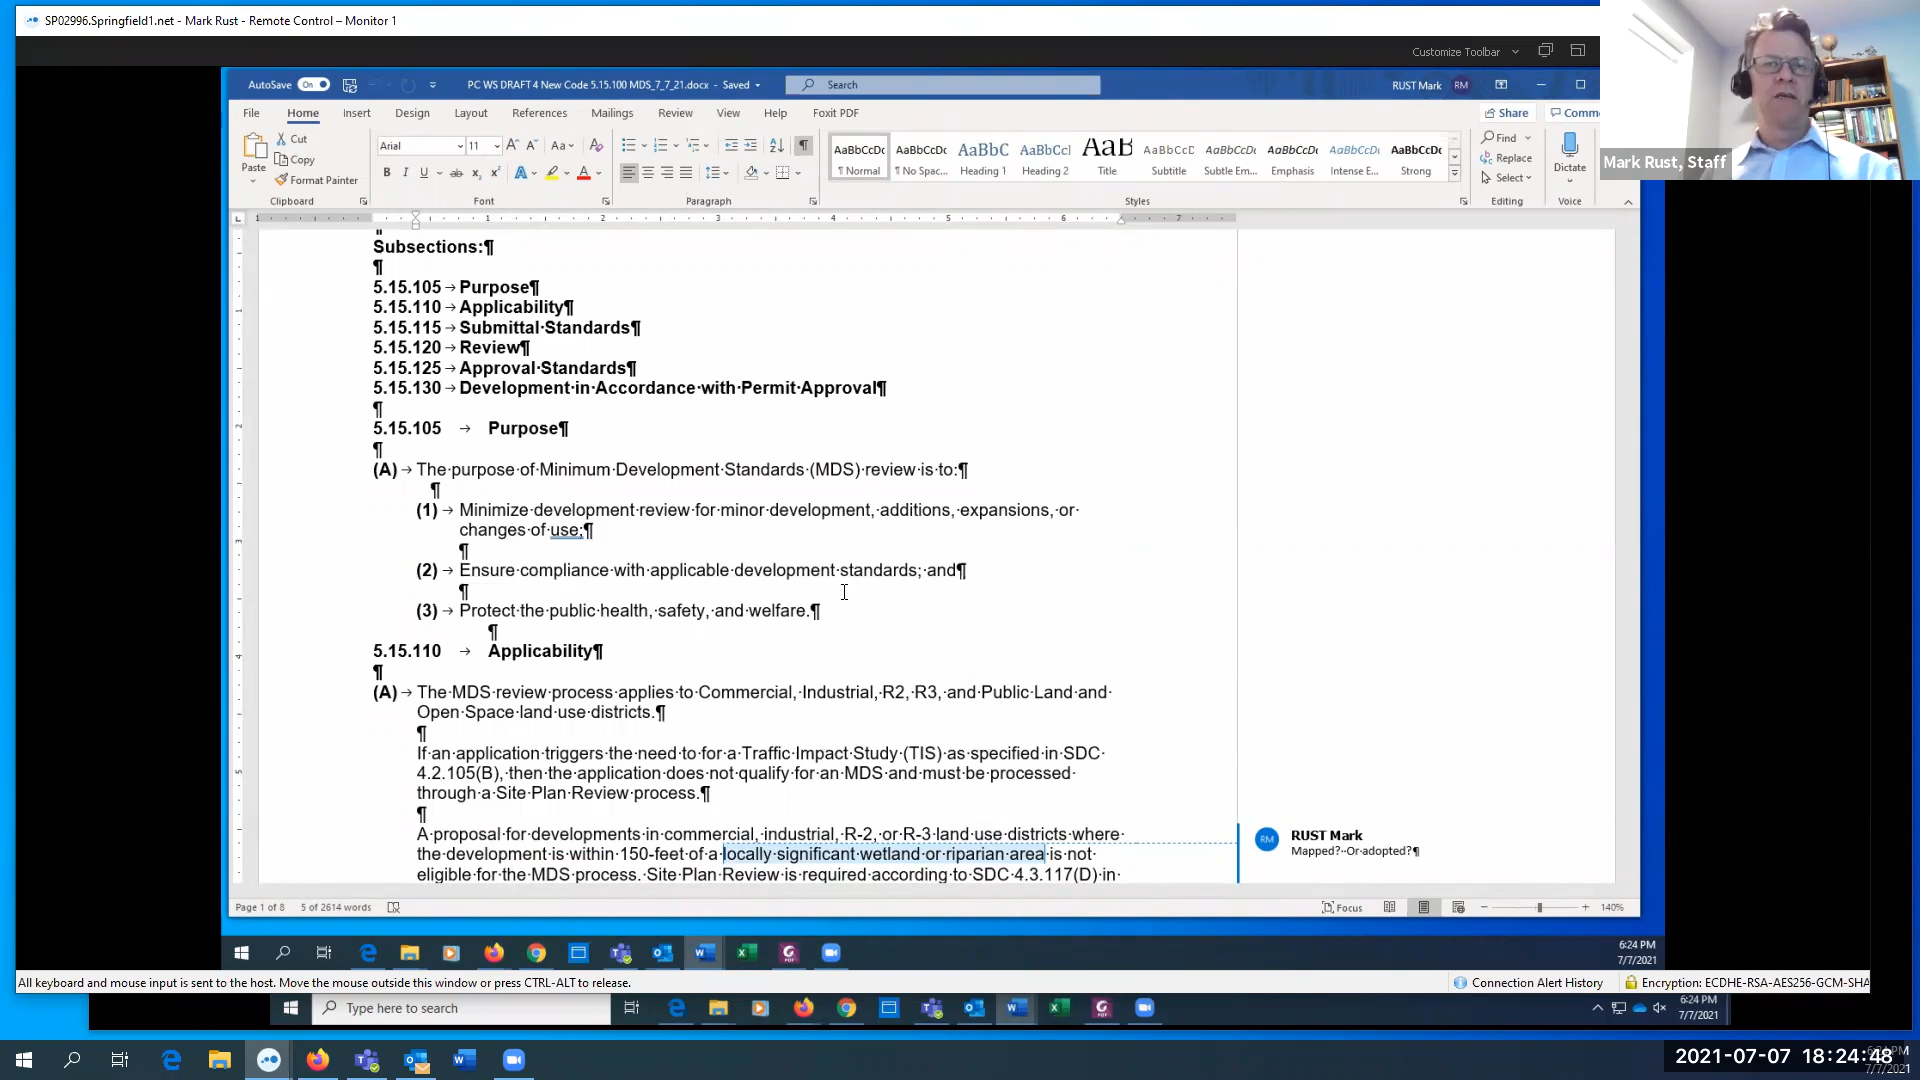 SP02996.Springfield1.net - Mark Rust - Remote Control – Monitor 1
Customize Toolbar
AutoSave On
PC WS DRAFT 4 New Code 5.15.100 MDS_7_7_21.docx - Saved
Search
RUST Mark RM
File Home Insert Design Layout References Mailings Review View Help Foxit PDF
Share Comme
Paste
Cut
Copy
Format Painter
Arial 11
AaBbCcDc AaBbCcDc AaBbC AaBbCcI AaB AaBbCcD AaBbCcDc AaBbCcDc AaBbCcDc AaBbCcDc
¶ Normal ¶ No Spac... Heading 1 Heading 2 Title Subtitle Subtle Em... Emphasis Intense E... Strong
Find
Replace
Select
Dictate
Clipboard Font Paragraph Styles Editing Voice
Mark Rust, Staff
Subsections:¶
¶
5.15.105→Purpose¶
5.15.110→Applicability¶
5.15.115→Submittal·Standards¶
5.15.120→Review¶
5.15.125→Approval·Standards¶
5.15.130→Development·in·Accordance·with·Permit·Approval¶
¶
5.15.105 → Purpose¶
¶
(A)→The·purpose·of·Minimum·Development·Standards·(MDS)·review·is·to:¶
¶
(1)→Minimize·development·review·for·minor·development,·additions,·expansions,·or·
changes·of·use;¶
¶
(2)→Ensure·compliance·with·applicable·development·standards;·and¶
¶
(3)→Protect·the·public·health,·safety,·and·welfare.¶
¶
5.15.110 → Applicability¶
¶
(A)→The·MDS·review·process·applies·to·Commercial,·Industrial,·R2,·R3,·and·Public·Land·and·
Open·Space·land·use·districts.¶
¶
If·an·application·triggers·the·need·to·for·a·Traffic·Impact·Study·(TIS)·as·specified·in·SDC·
4.2.105(B),·then·the·application·does·not·qualify·for·an·MDS·and·must·be·processed·
through·a·Site·Plan·Review·process.¶
¶
A·proposal·for·developments·in·commercial,·industrial,·R-2,·or·R-3·land·use·districts·where·
the·development·is·within·150-feet·of·a·locally·significant·wetland·or·riparian·area·is·not·
eligible·for·the·MDS·process.·Site·Plan·Review·is·required·according·to·SDC·4.3.117(D)·in·
RM
RUST Mark
Mapped?··Or·adopted?¶
Page 1 of 8 5 of 2614 words
Focus
140%
6:24 PM
7/7/2021
All keyboard and mouse input is sent to the host. Move the mouse outside this window or press CTRL-ALT to release.
Connection Alert History
Encryption: ECDHE-RSA-AES256-GCM-SHA
Type here to search
6:24 PM
7/7/2021
2021-07-07 18:24:48